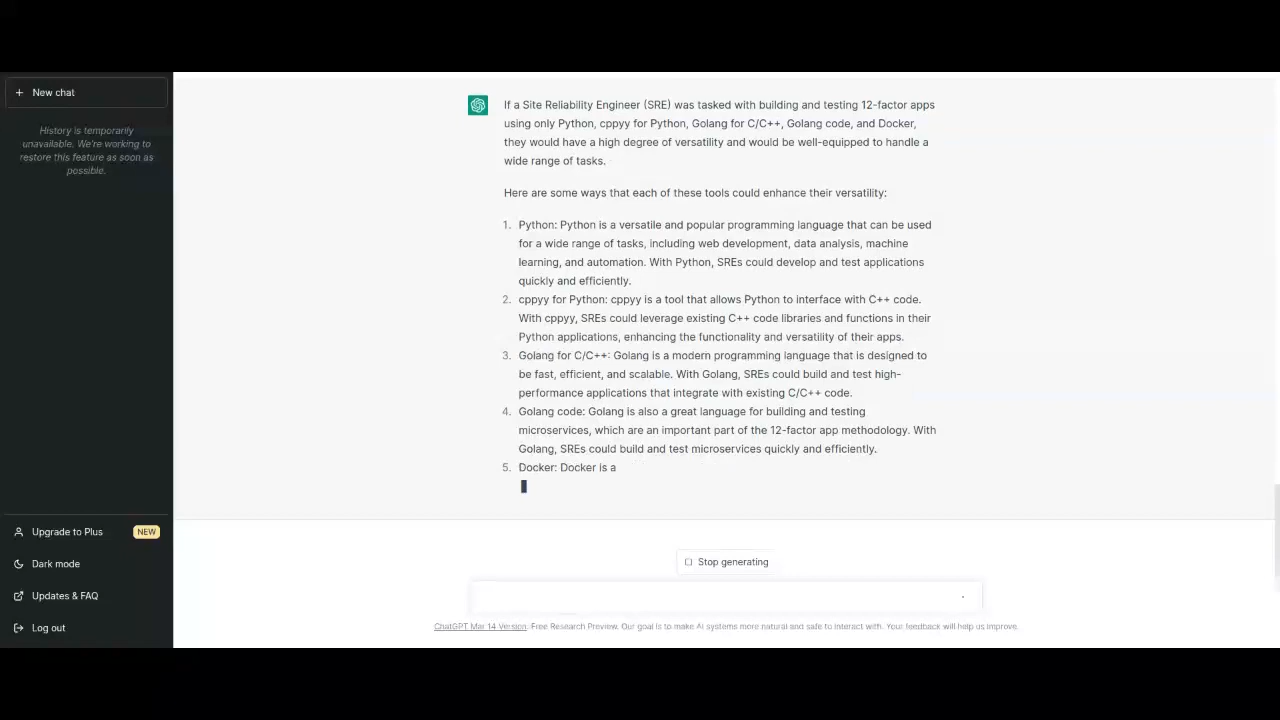 New chat
History is temporarily
unavailable. We're working to
restore this feature as soon as
possible.
If a Site Reliability Engineer (SRE) was tasked with building and testing 12-factor apps
using only Python, cppyy for Python, Golang for C/C++, Golang code, and Docker,
they would have a high degree of versatility and would be well-equipped to handle a
wide range of tasks.
Here are some ways that each of these tools could enhance their versatility:
1. Python: Python is a versatile and popular programming language that can be used
for a wide range of tasks, including web development, data analysis, machine
learning, and automation. With Python, SREs could develop and test applications
quickly and efficiently.
2. cppyy for Python: cppyy is a tool that allows Python to interface with C++ code.
With cppyy, SREs could leverage existing C++ code libraries and functions in their
Python applications, enhancing the functionality and versatility of their apps.
3. Golang for C/C++: Golang is a modern programming language that is designed to
be fast, efficient, and scalable. With Golang, SREs could build and test high-
performance applications that integrate with existing C/C++ code.
4. Golang code: Golang is also a great language for building and testing
microservices, which are an important part of the 12-factor app methodology. With
Golang, SREs could build and test microservices quickly and efficiently.
5. Docker: Docker is a
Upgrade to Plus NEW
Dark mode
Updates & FAQ
Log out
Stop generating
ChatGPT Mar 14 Version. Free Research Preview. Our goal is to make AI systems more natural and safe to interact with. Your feedback will help us improve.